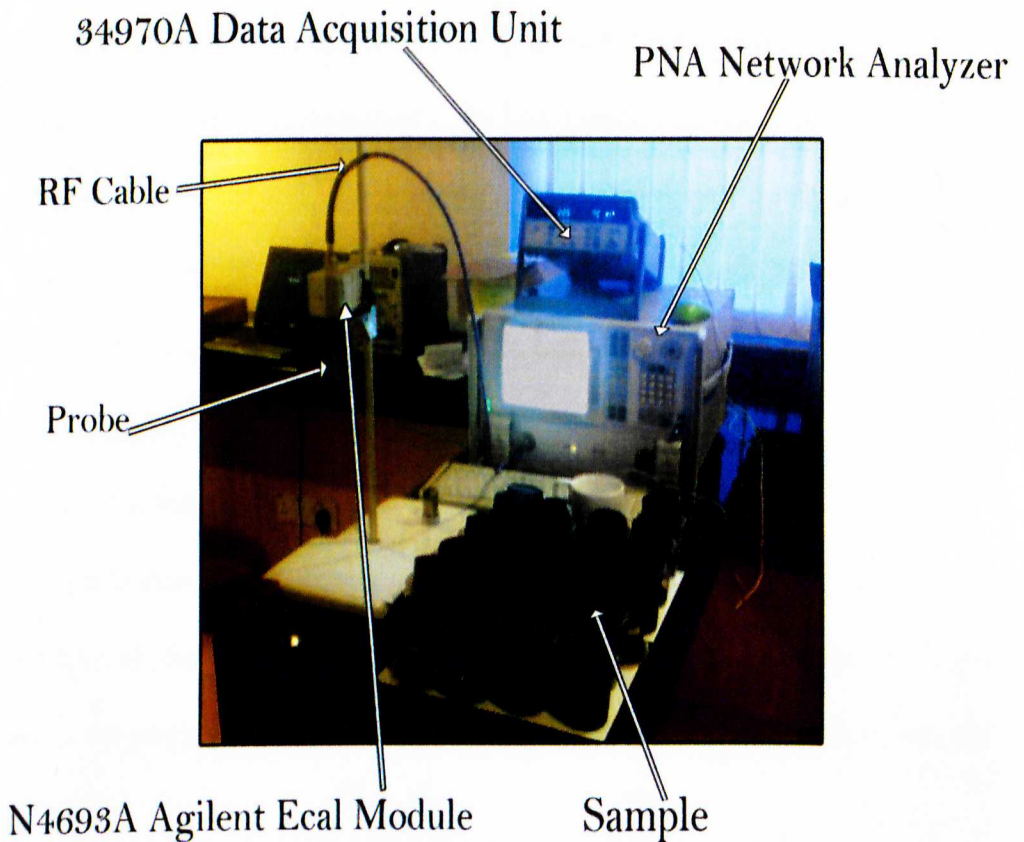 34970A Data Acquisition Unit
PNA Network Analyzer
RF Cable
Probe
N4693A Agilent Ecal Module
Sample